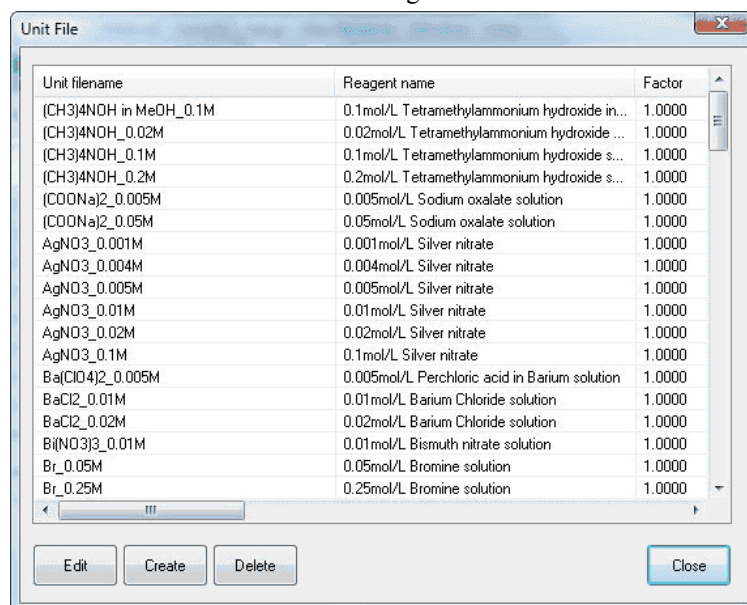 Unit File
Unit filename Reagent name Factor
(CH3)4NOH in MeOH_0.1M 0.1mol/L Tetramethylammonium hydroxide in... 1.0000
(CH3)4NOH_0.02M 0.02mol/L Tetramethylammonium hydroxide ... 1.0000
(CH3)4NOH_0.1M 0.1mol/L Tetramethylammonium hydroxide s... 1.0000
(CH3)4NOH_0.2M 0.2mol/L Tetramethylammonium hydroxide s... 1.0000
(COONa)2_0.005M 0.005mol/L Sodium oxalate solution 1.0000
(COONa)2_0.05M 0.05mol/L Sodium oxalate solution 1.0000
AgNO3_0.001M 0.001mol/L Silver nitrate 1.0000
AgNO3_0.004M 0.004mol/L Silver nitrate 1.0000
AgNO3_0.005M 0.005mol/L Silver nitrate 1.0000
AgNO3_0.01M 0.01mol/L Silver nitrate 1.0000
AgNO3_0.02M 0.02mol/L Silver nitrate 1.0000
AgNO3_0.1M 0.1mol/L Silver nitrate 1.0000
Ba(ClO4)2_0.005M 0.005mol/L Perchloric acid in Barium solution 1.0000
BaCl2_0.01M 0.01mol/L Barium Chloride solution 1.0000
BaCl2_0.02M 0.02mol/L Barium Chloride solution 1.0000
Bi(NO3)3_0.01M 0.01mol/L Bismuth nitrate solution 1.0000
Br_0.05M 0.05mol/L Bromine solution 1.0000
Br_0.25M 0.25mol/L Bromine solution 1.0000
Edit Create Delete Close